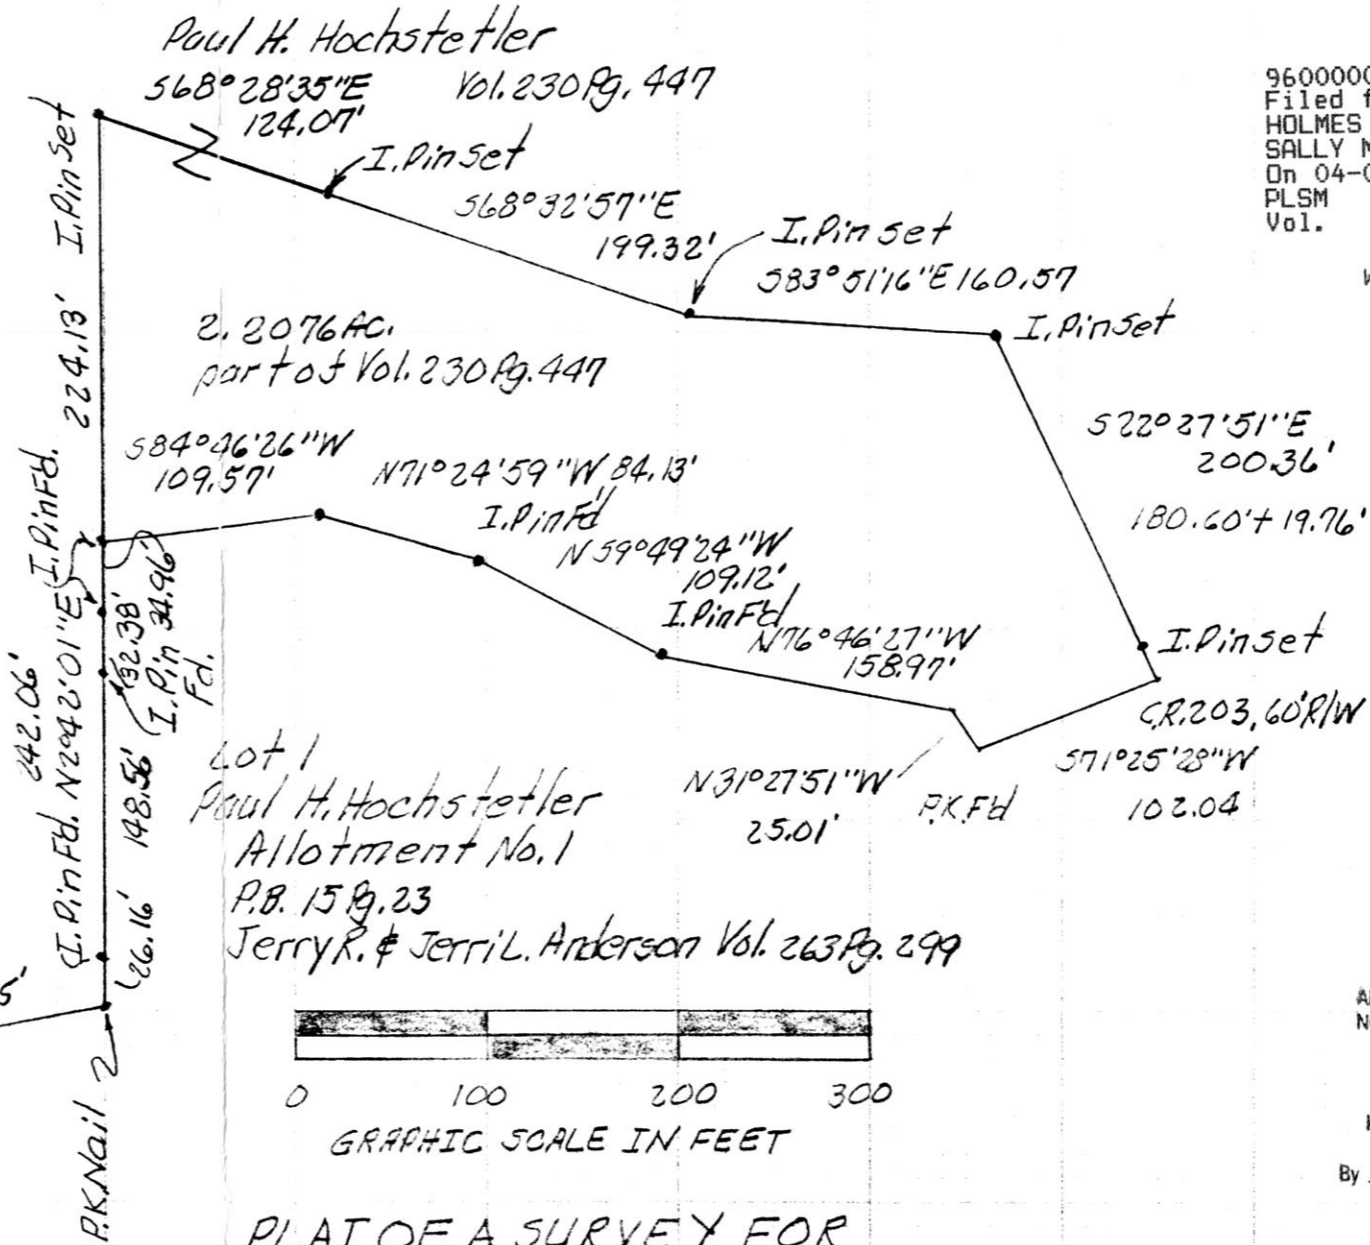 Paul H. Hochstetler
S68°28'35"E Vol. 230 Pg. 447
124.07'
I. Pin Set
I. Pin Set
S68°32'57"E
199.32'
I. Pin set
S83°51'16"E 160.57
I. Pin Set
9600000
Filed f
HOLMES
SALLY
On 04-0
PLSM
Vol.
224.13'
2.2076 AC.
part of Vol. 230 Pg. 447
S84°46'26"W
109.57'
N71°24'59"W 84.13'
I. Pin Fd
N59°49'24"W
109.12'
I. Pin Fd
N76°46'27"W
158.97'
S22°27'51"E
200.36'
180.60'+ 19.76'
I. Pin set
C.R. 203, 60' R/W
S71°25'28"W
102.04
N31°27'51"W
25.01'
P.K. Fd
I. Pin Fd.
242.06'
I. Pin Fd. N2°42'01"E
32.38'
I. Pin 34.96'
Fd.
148.56'
26.16'
5'
P.K. Nail
Lot 1
Paul H. Hochstetler
Allotment No. 1
P.B. 15 Pg. 23
Jerry R. & Jerri L. Anderson Vol. 263 Pg. 299
0 100 200 300
GRAPHIC SCALE IN FEET
By
PLAT OF A SURVEY FOR